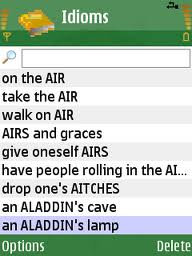 Idioms
on the AIR
take the AIR
walk on AIR
AIRS and graces
give oneself AIRS
have people rolling in the AI...
drop one's AITCHES
an ALADDIN's cave
an ALADDIN's lamp
Options Delete